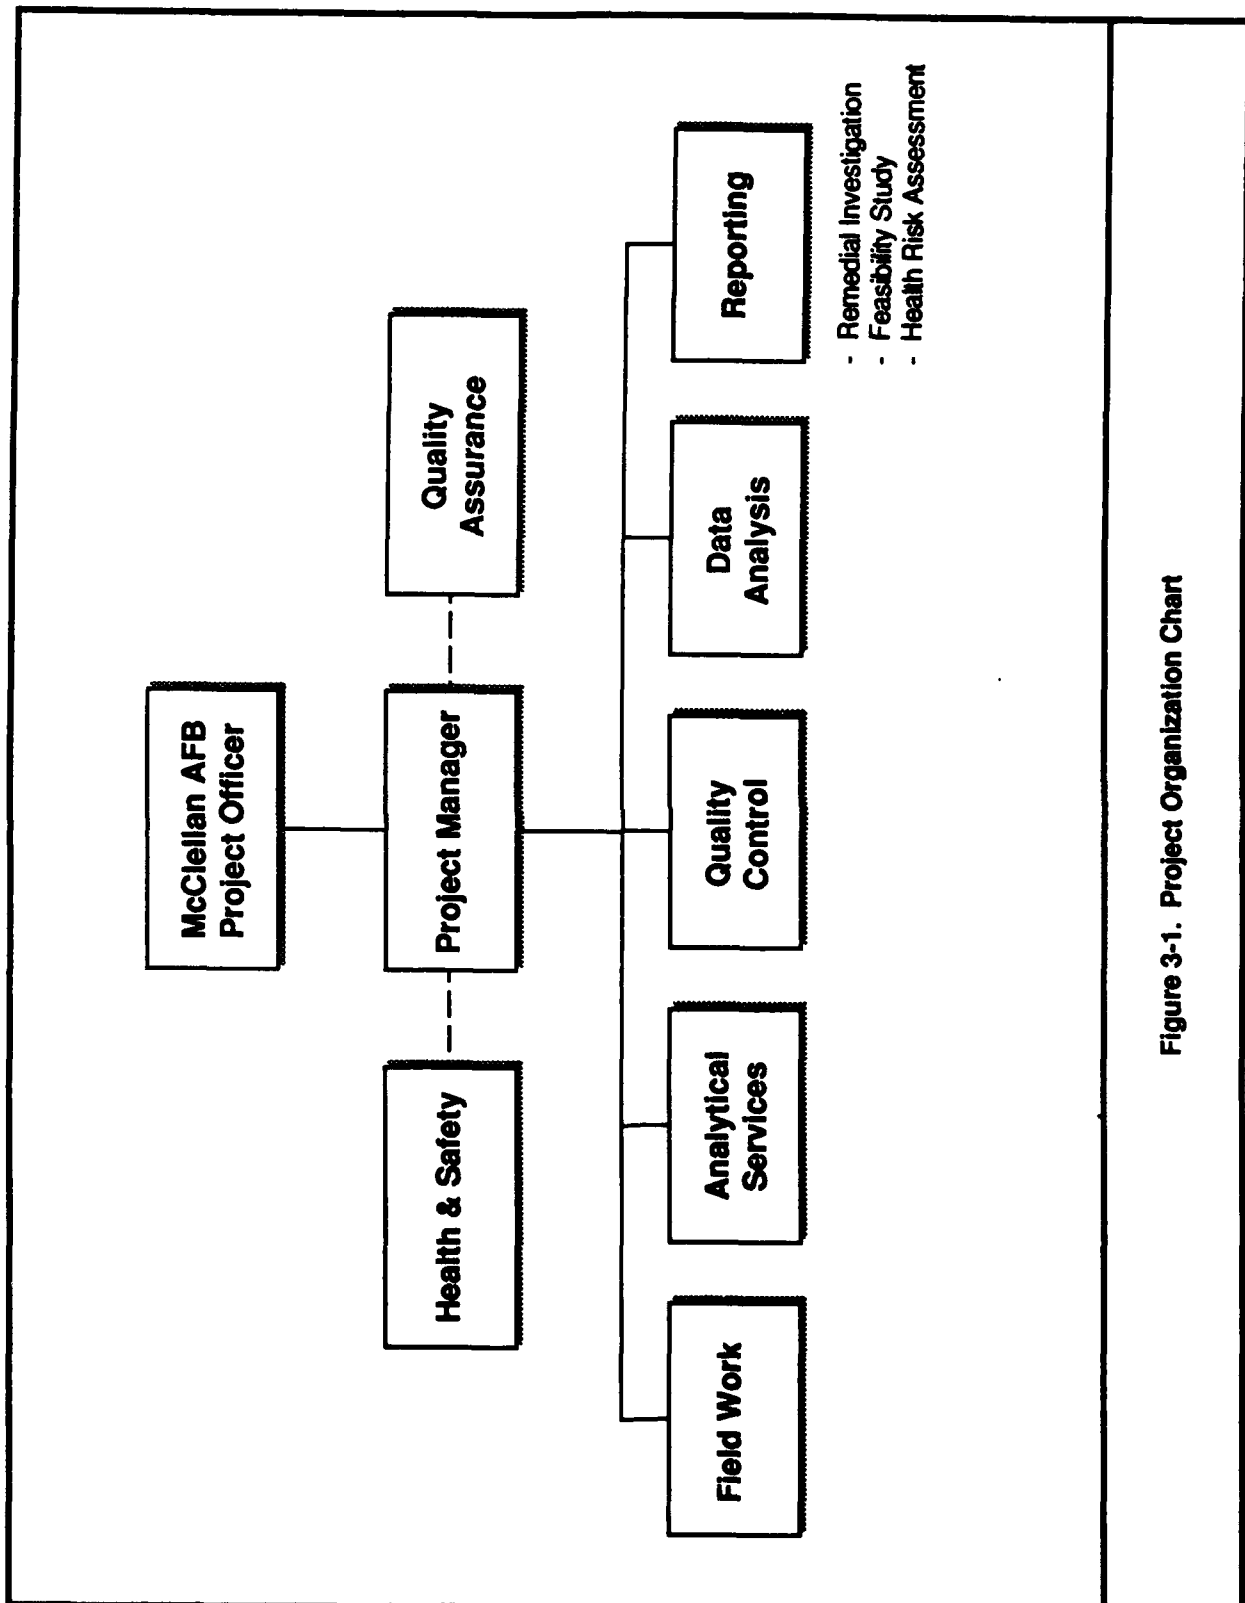 McClellan AFB
Project Officer
Health & Safety
Project Manager
Quality
Assurance
Field Work
Analytical
Services
Quality
Control
Data
Analysis
Reporting
- Remedial Investigation
- Feasibility Study
- Health Risk Assessment
Figure 3-1. Project Organization Chart